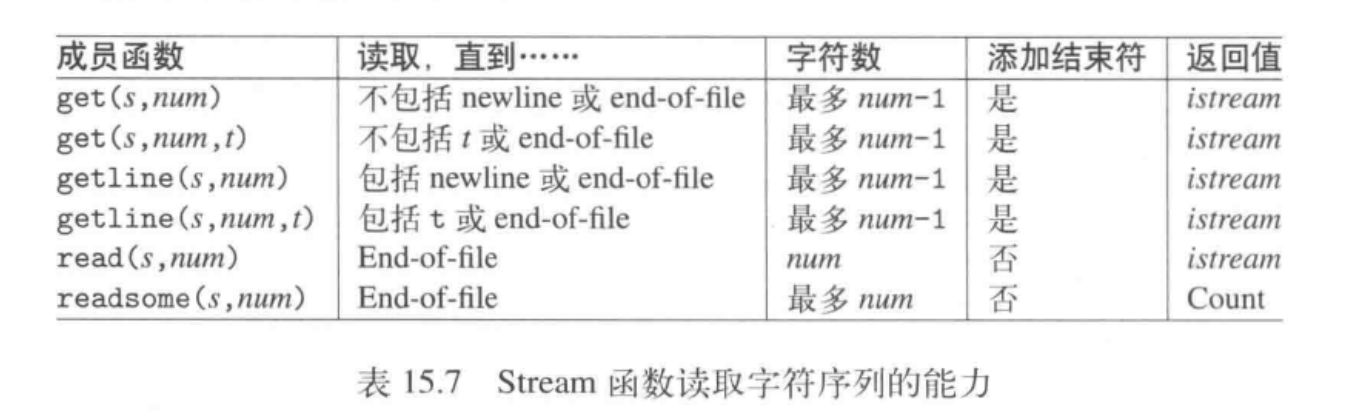 成员函数 读取，直到…… 字符数 添加结束符 返回值
get(s,num) 不包括 newline 或 end-of-file 最多 num-1 是 istream
get(s,num,t) 不包括 t 或 end-of-file 最多 num-1 是 istream
getline(s,num) 包括 newline 或 end-of-file 最多 num-1 是 istream
getline(s,num,t) 包括 t 或 end-of-file 最多 num-1 是 istream
read(s,num) End-of-file num 否 istream
readsome(s,num) End-of-file 最多 num 否 Count
表 15.7 Stream 函数读取字符序列的能力